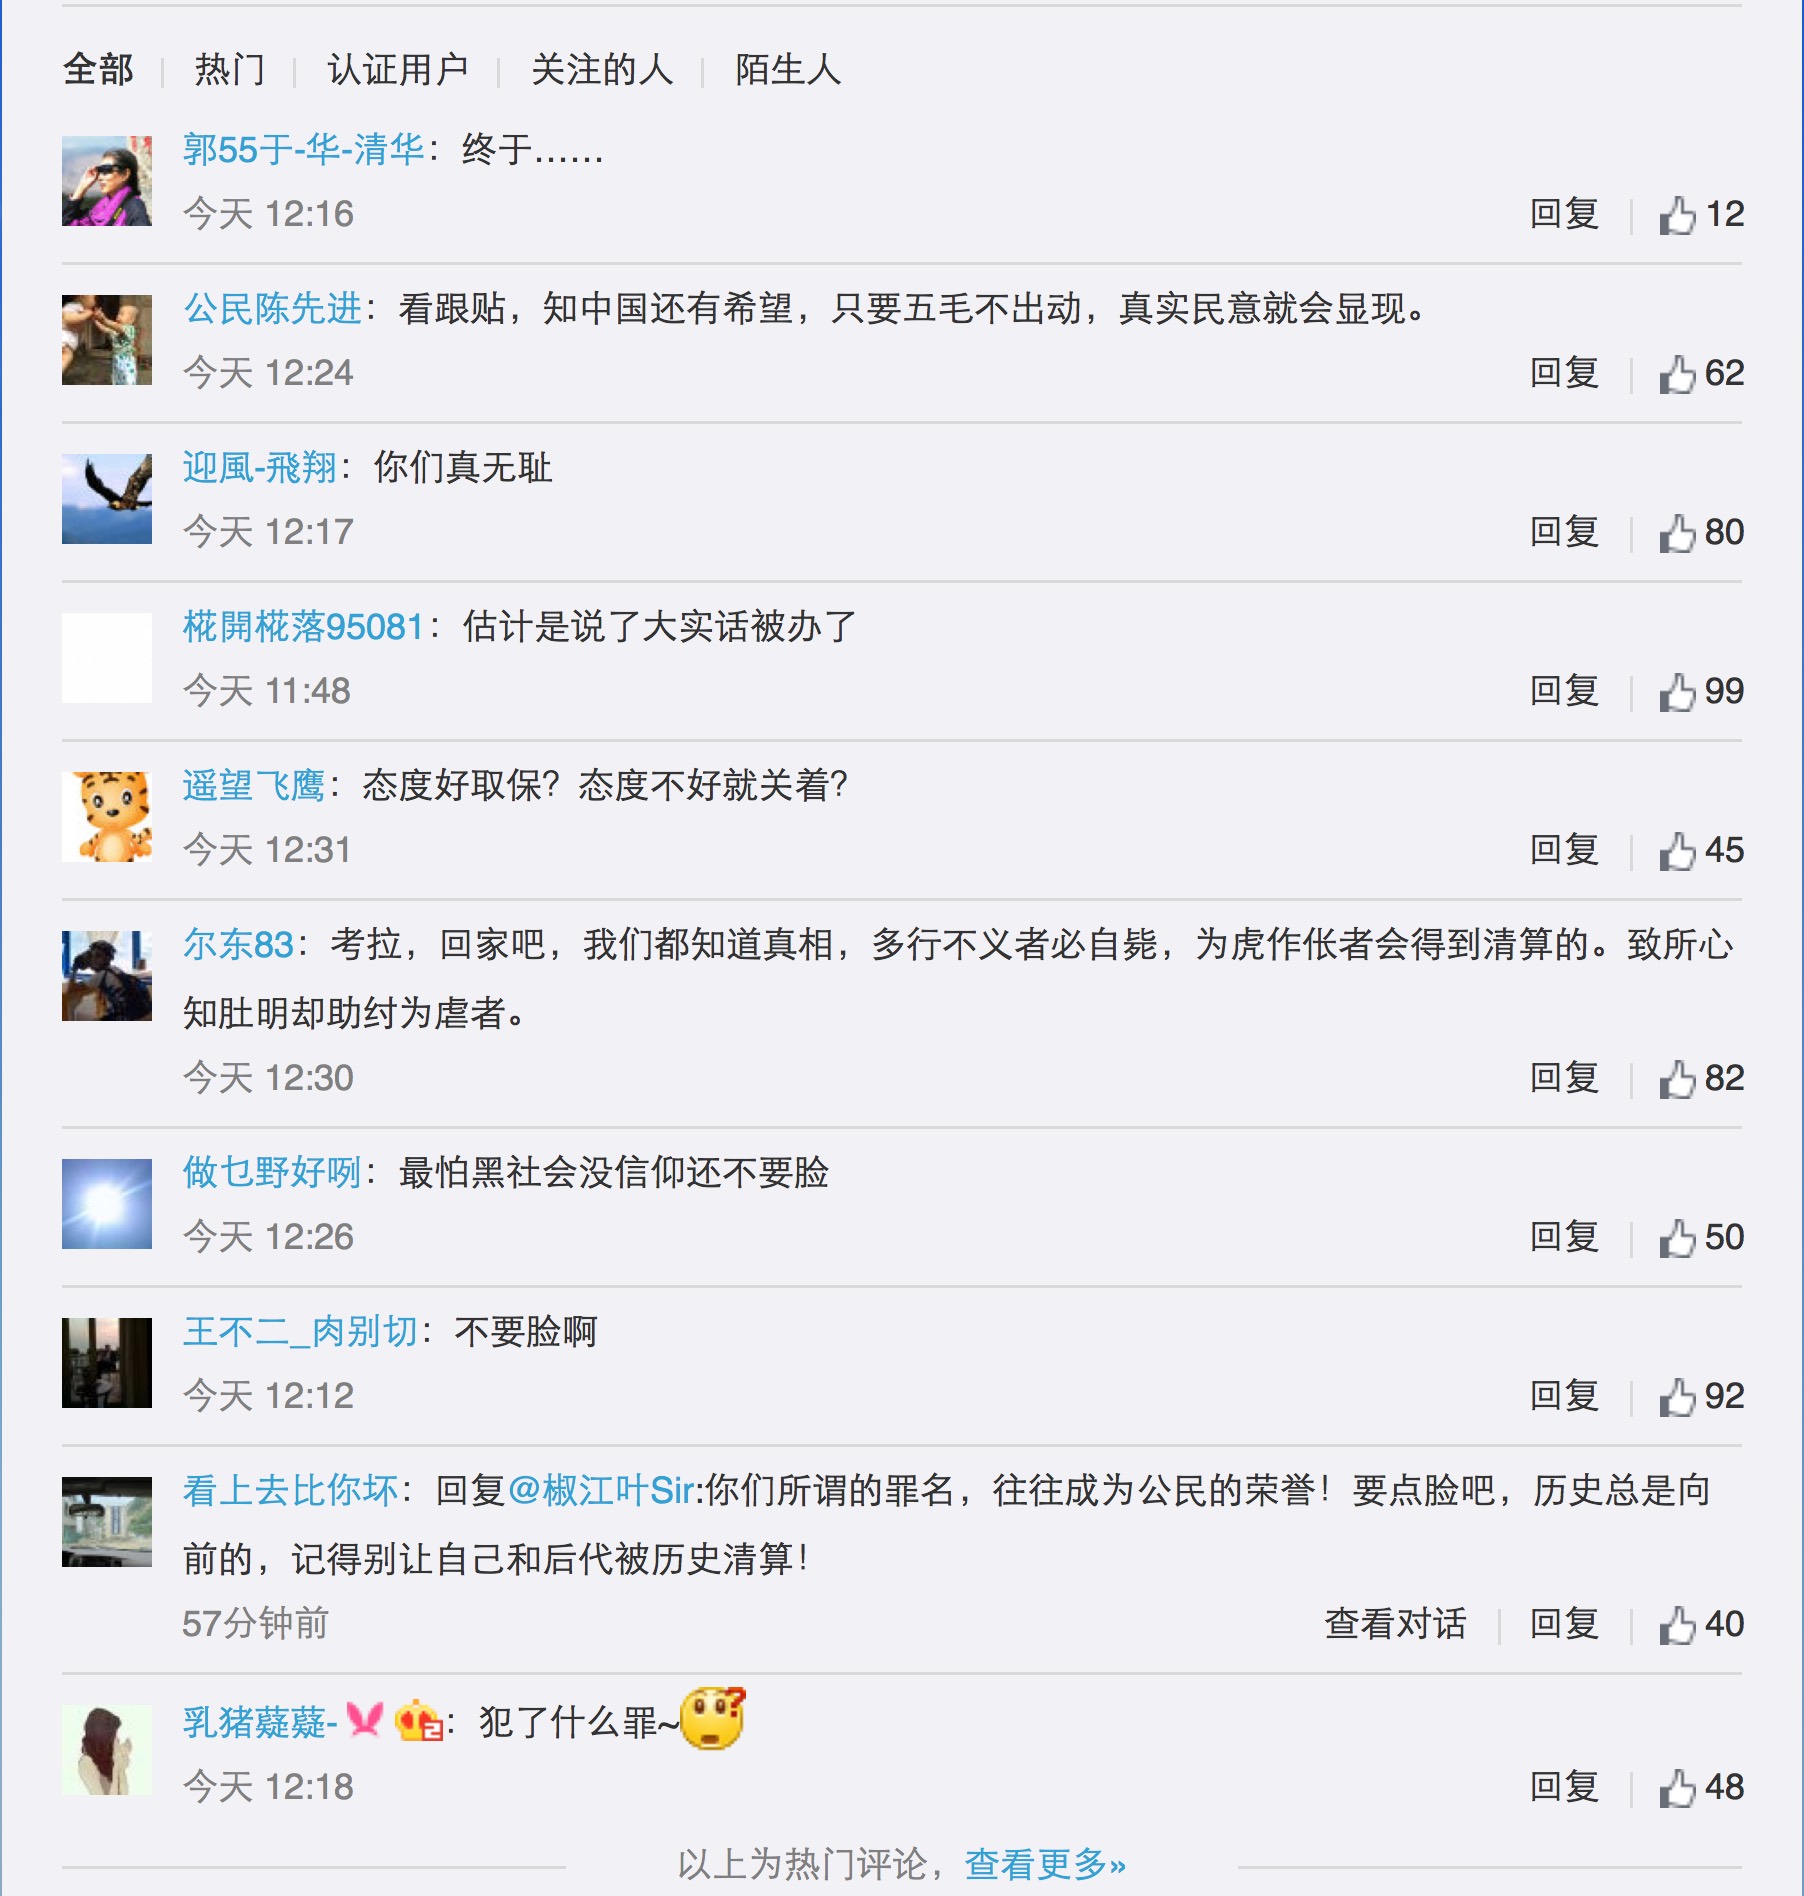 全部 | 热门 | 认证用户 | 关注的人 | 陌生人
郭55于-华-清华：终于……
今天 12:16 回复 | 12
公民陈先进：看跟贴，知中国还有希望，只要五毛不出动，真实民意就会显现。
今天 12:24 回复 | 62
迎風-飛翔：你们真无耻
今天 12:17 回复 | 80
椛開椛落95081：估计是说了大实话被办了
今天 11:48 回复 | 99
遥望飞鹰：态度好取保？态度不好就关着？
今天 12:31 回复 | 45
尔东83：考拉，回家吧，我们都知道真相，多行不义者必自毙，为虎作伥者会得到清算的。致所心
知肚明却助纣为虐者。
今天 12:30 回复 | 82
做乜野好咧：最怕黑社会没信仰还不要脸
今天 12:26 回复 | 50
王不二_肉别切：不要脸啊
今天 12:12 回复 | 92
看上去比你坏：回复@椒江叶Sir:你们所谓的罪名，往往成为公民的荣誉！要点脸吧，历史总是向
前的，记得别让自己和后代被历史清算！
57分钟前 查看对话 | 回复 | 40
乳猪薿薿-：犯了什么罪~
今天 12:18 回复 | 48
以上为热门评论，查看更多»